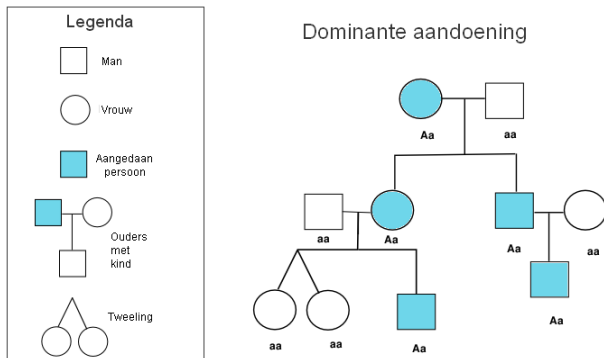 Legenda
Man
Vrouw
Aangedaan
persoon
Ouders
met
kind
Tweeling
Dominante aandoening
Aa
aa
aa
Aa
Aa
aa
aa
aa
Aa
Aa